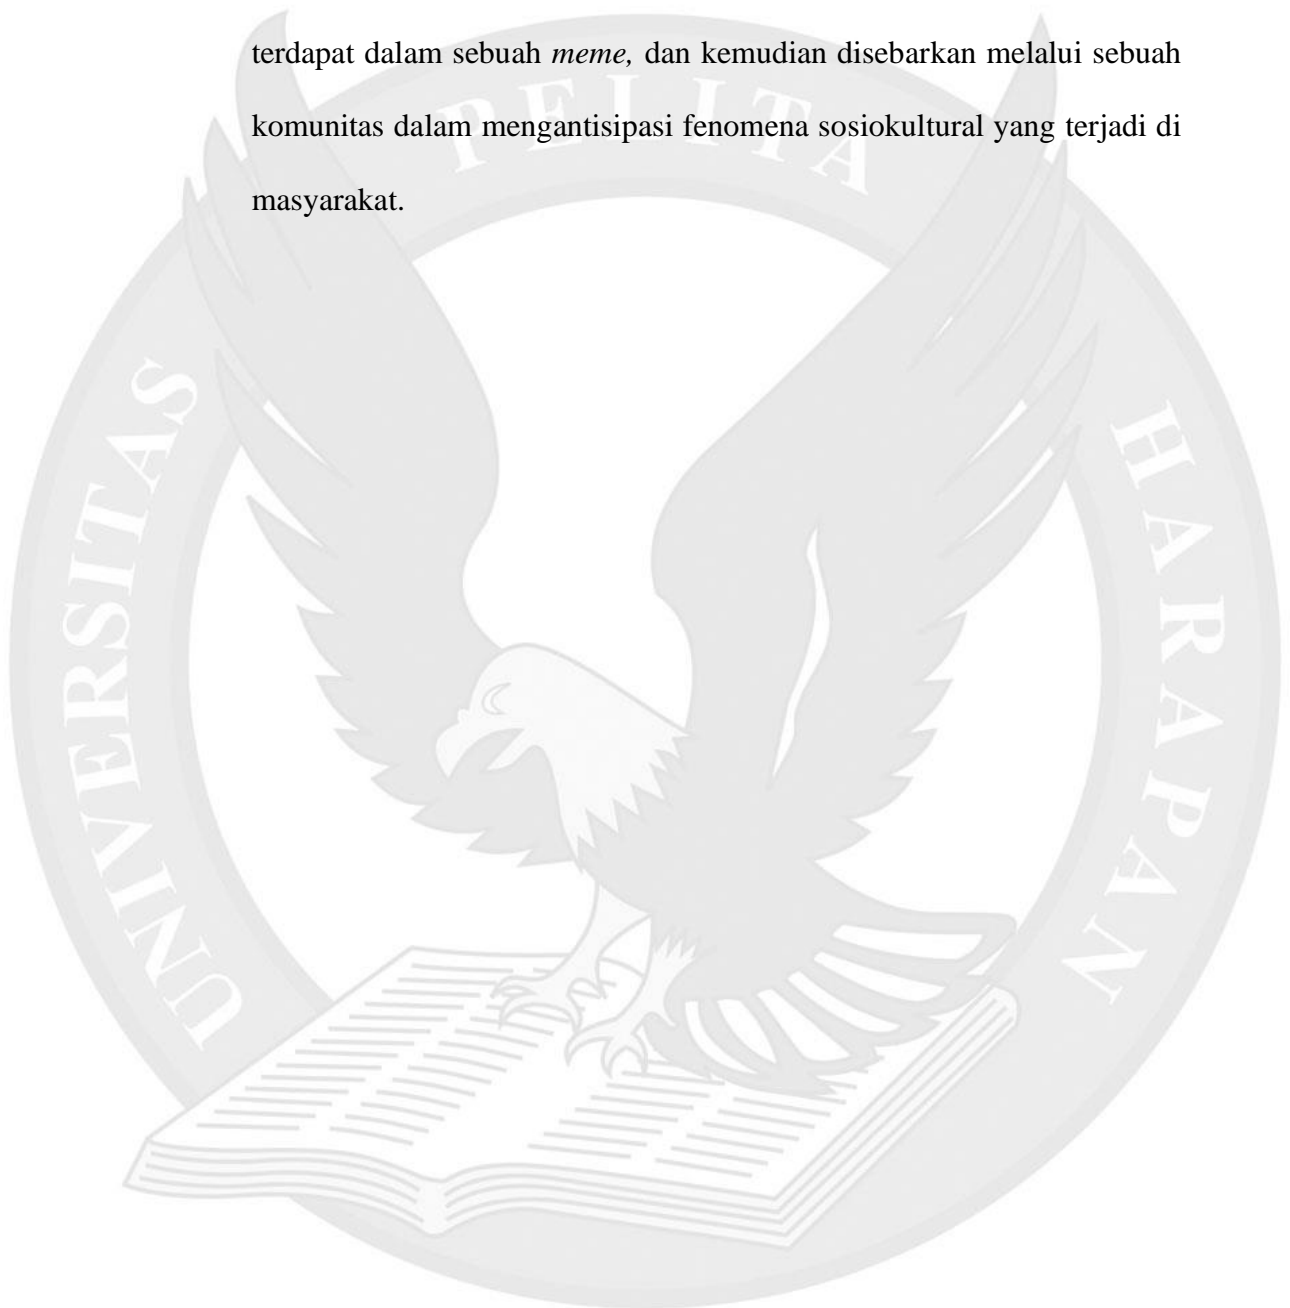 terdapat dalam sebuah meme, dan kemudian disebarkan melalui sebuah
komunitas dalam mengantisipasi fenomena sosiokultural yang terjadi di
masyarakat.
UNIVERSITAS PELITA HARAPAN